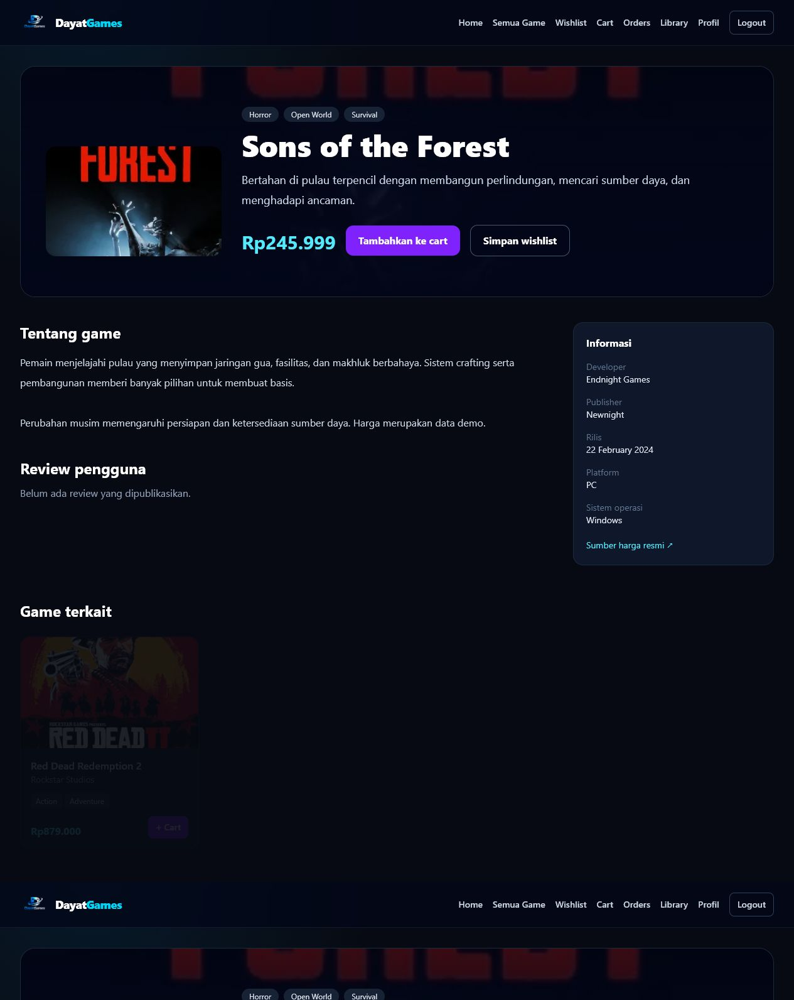 DayatGames
Home Semua Game Wishlist Cart Orders Library Profil Logout
Horror Open World Survival
Sons of the Forest
FOREST
Bertahan di pulau terpencil dengan membangun perlindungan, mencari sumber daya, dan
menghadapi ancaman.
Rp245.999 Tambahkan ke cart Simpan wishlist
Tentang game
Pemain menjelajahi pulau yang menyimpan jaringan gua, fasilitas, dan makhluk berbahaya. Sistem crafting serta
pembangunan memberi banyak pilihan untuk membuat basis.
Perubahan musim memengaruhi persiapan dan ketersediaan sumber daya. Harga merupakan data demo.
Review pengguna
Belum ada review yang dipublikasikan.
Informasi
Developer
Endnight Games
Publisher
Newnight
Rilis
22 February 2024
Platform
PC
Sistem operasi
Windows
Sumber harga resmi ↗
Game terkait
ROCKSTAR GAMES PRESENTS
RED DEAD
Red Dead Redemption 2
Rockstar Studios
Action Adventure
Rp879.000 + Cart
DayatGames
Home Semua Game Wishlist Cart Orders Library Profil Logout
Horror Open World Survival